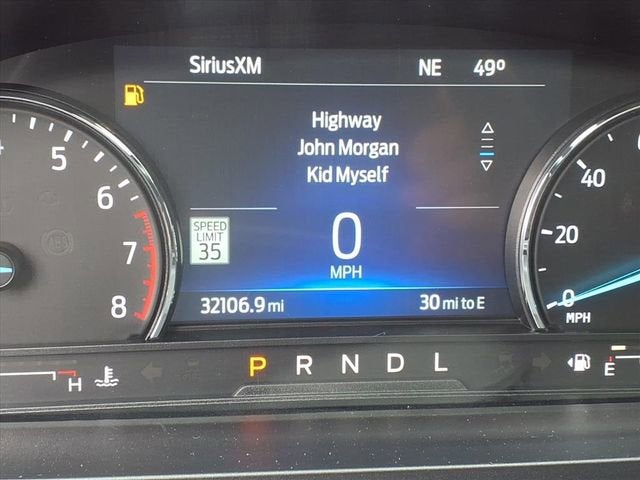 SiriusXM NE 49°
Highway
John Morgan
Kid Myself
SPEED
LIMIT
35
0
MPH
32106.9 mi 30 mi to E
5
6
7
8
40
20
0
MPH
P R N D L
H
E